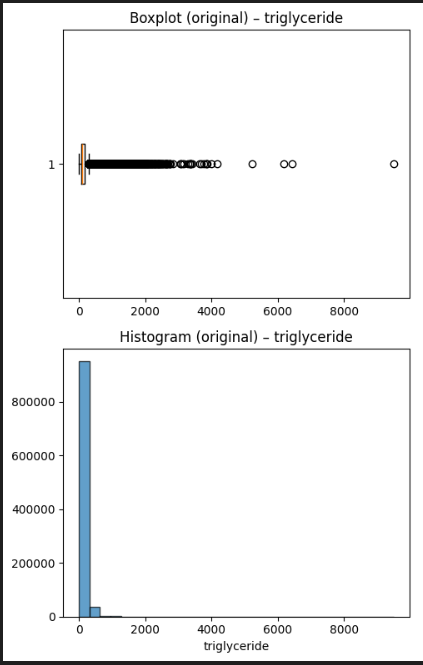 Boxplot (original) – triglyceride
1
0 2000 4000 6000 8000
Histogram (original) – triglyceride
800000
600000
400000
200000
0
0 2000 4000 6000 8000
triglyceride